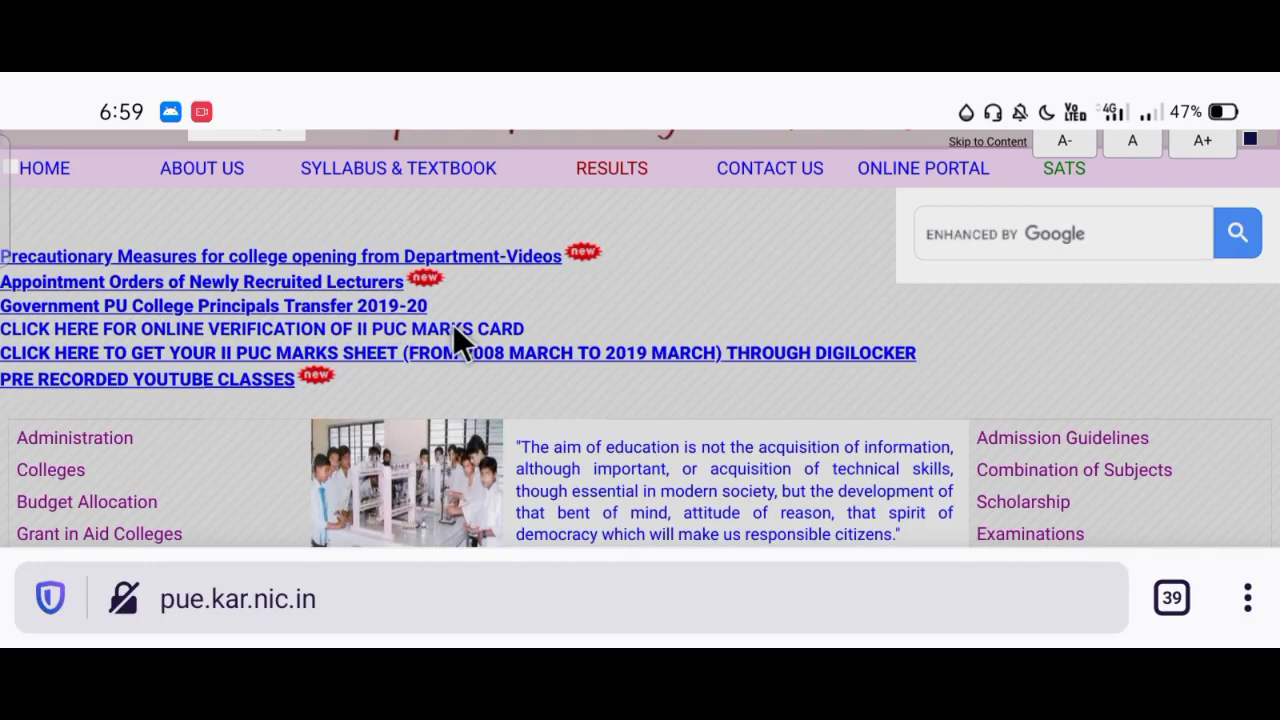 6:59 Vo LTED 4G 47%
Skip to Content A- A A+
HOME ABOUT US SYLLABUS & TEXTBOOK RESULTS CONTACT US ONLINE PORTAL SATS
ENHANCED BY Google
Precautionary Measures for college opening from Department-Videos new
Appointment Orders of Newly Recruited Lecturers new
Government PU College Principals Transfer 2019-20
CLICK HERE FOR ONLINE VERIFICATION OF II PUC MARKS CARD
CLICK HERE TO GET YOUR II PUC MARKS SHEET (FROM 2008 MARCH TO 2019 MARCH) THROUGH DIGILOCKER
PRE RECORDED YOUTUBE CLASSES new
Administration
Colleges
Budget Allocation
Grant in Aid Colleges
"The aim of education is not the acquisition of information,
although important, or acquisition of technical skills,
though essential in modern society, but the development of
that bent of mind, attitude of reason, that spirit of
democracy which will make us responsible citizens."
Admission Guidelines
Combination of Subjects
Scholarship
Examinations
pue.kar.nic.in 39